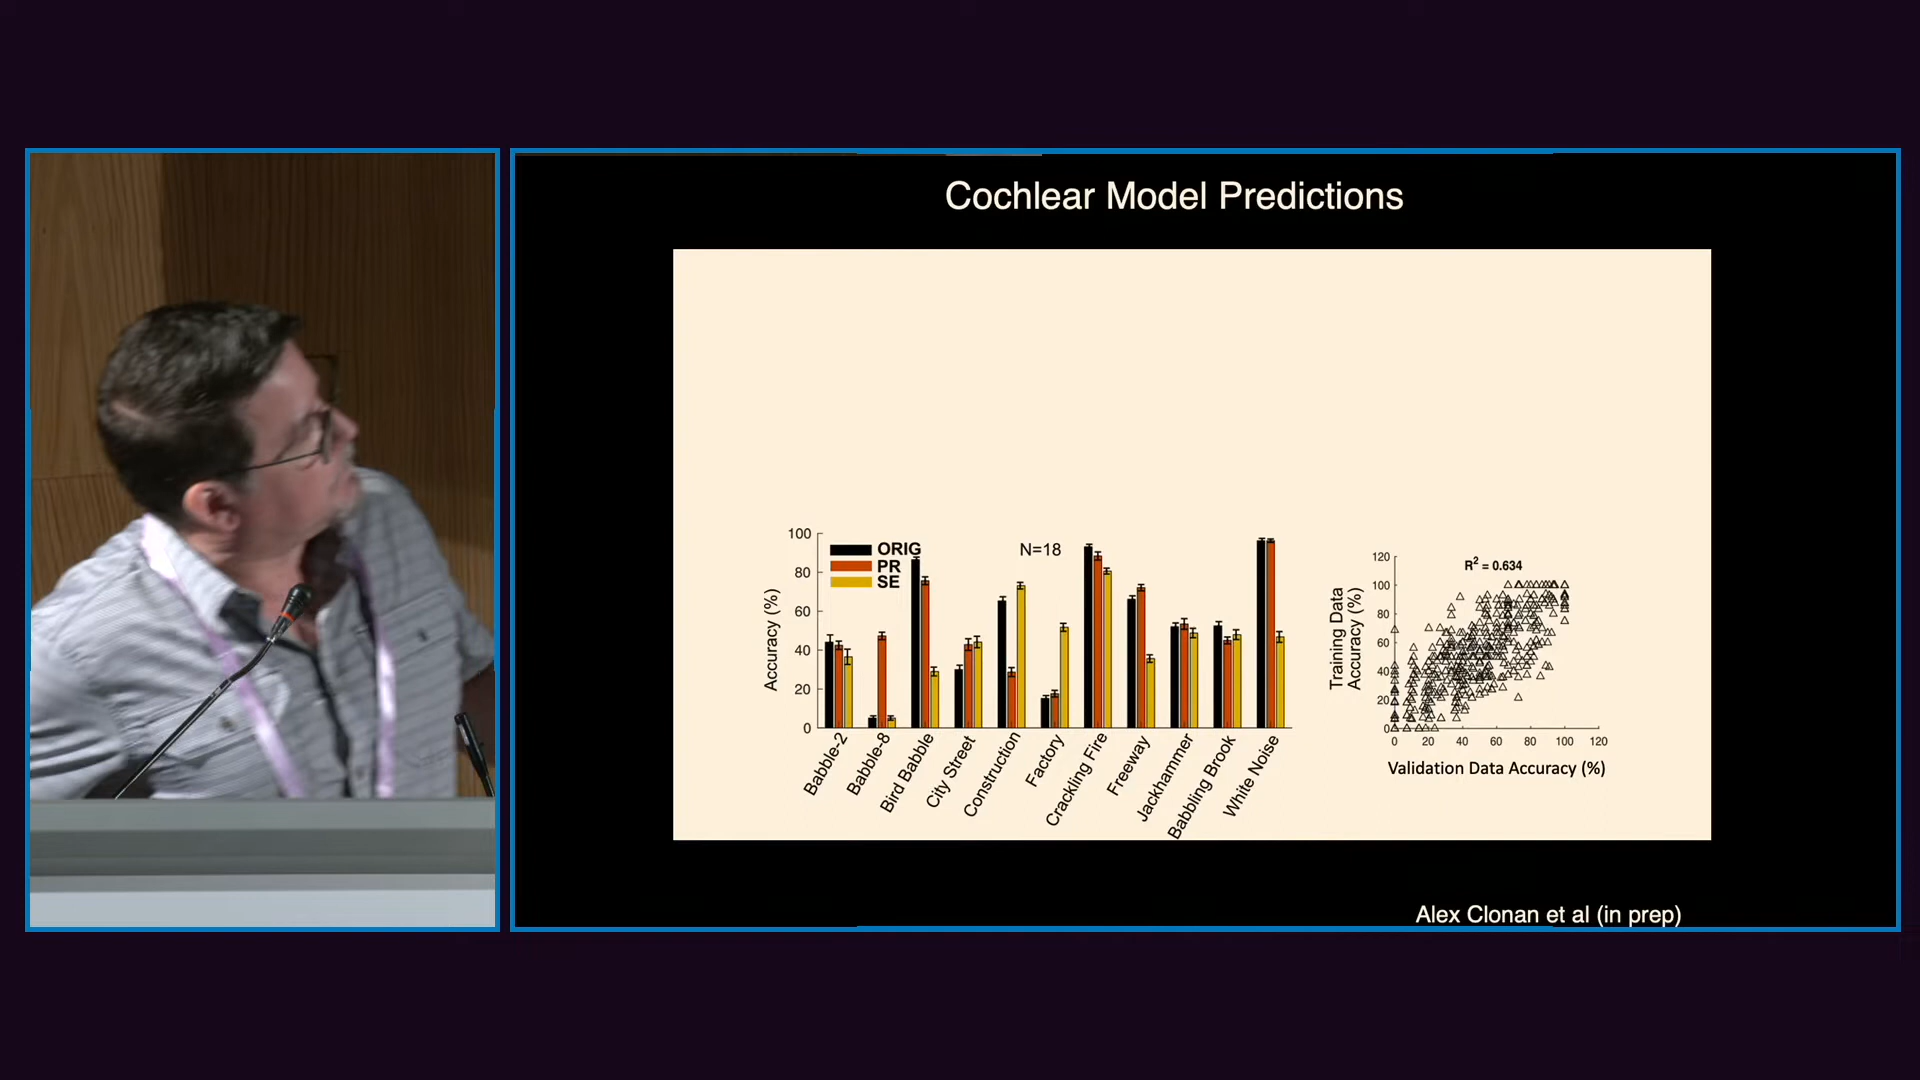 Cochlear Model Predictions
ORIG
PR
SE
N=18
Accuracy (%)
100
80
60
40
20
0
Babble-2
Babble-8
Bird Babble
City Street
Construction
Factory
Crackling Fire
Freeway
Jackhammer
Babbling Brook
White Noise
R² = 0.634
Training Data
Accuracy (%)
120
100
80
60
40
20
0
0 20 40 60 80 100 120
Validation Data Accuracy (%)
Alex Clonan et al (in prep)